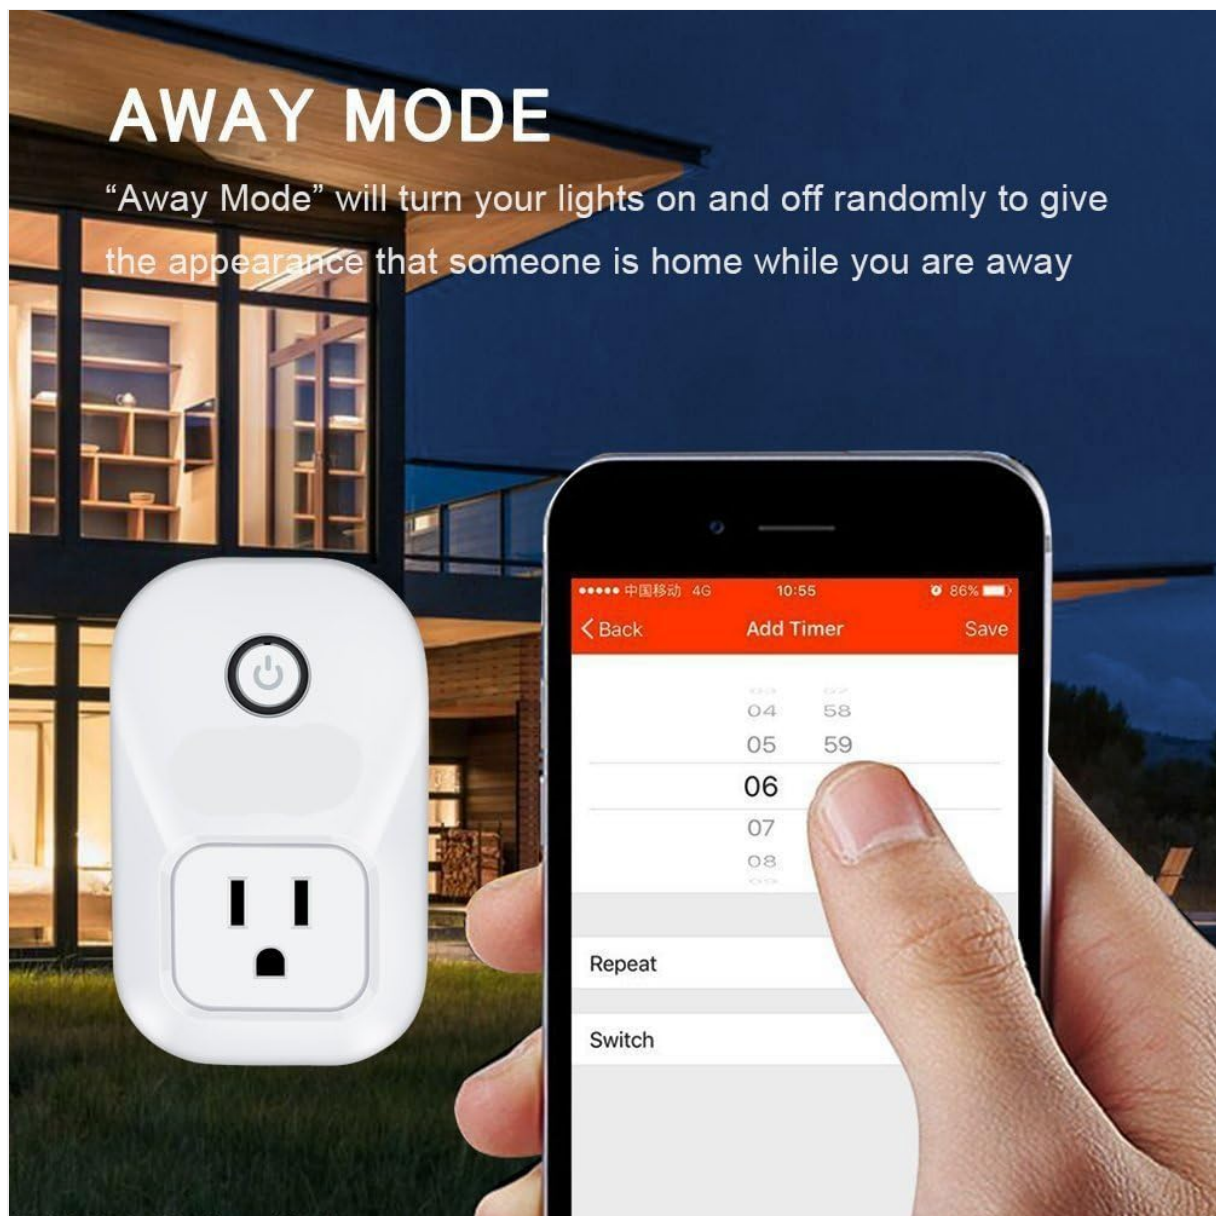 AWAY MODE
“Away Mode” will turn your lights on and off randomly to give
the appearance that someone is home while you are away
中国移动 4G 10:55 86%
Back Add Timer Save
03 57
04 58
05 59
06
07
08
Repeat
Switch